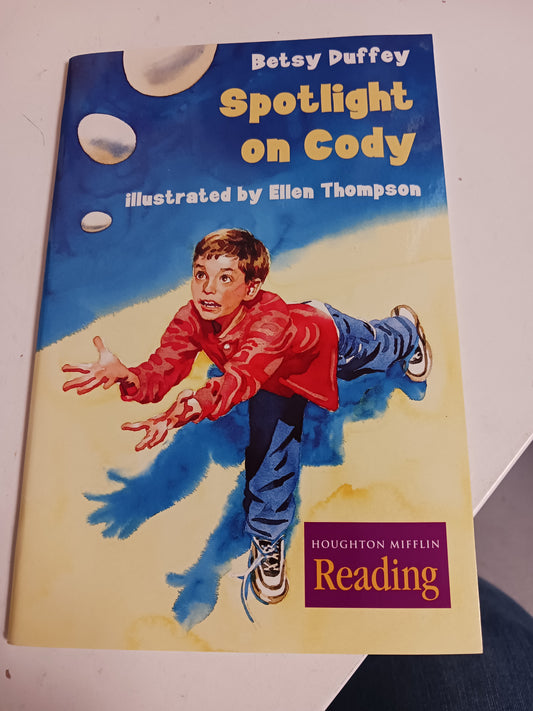 Betsy Duffey
Spotlight
on Cody
illustrated by Ellen Thompson
HOUGHTON MIFFLIN
Reading